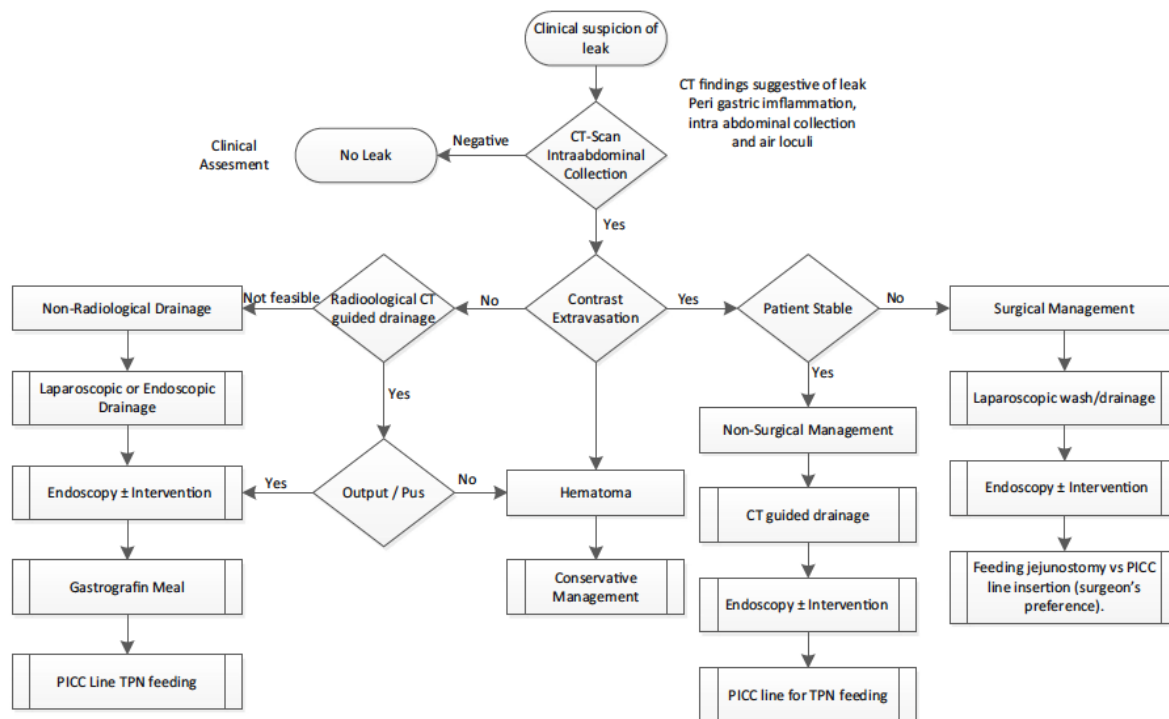 Clinical suspicion of
leak
CT findings suggestive of leak
Peri gastric imflammation,
intra abdominal collection
and air loculi
Clinical
Assesment
No Leak
Negative
CT-Scan
Intraabdominal
Collection
Yes
Non-Radiological Drainage
Not feasible
Radioological CT
guided drainage
No
Contrast
Extravasation
Yes
Patient Stable
No
Surgical Management
Laparoscopic or Endoscopic
Drainage
Yes
Yes
Laparoscopic wash/drainage
Non-Surgical Management
Endoscopy ± Intervention
Yes
Output / Pus
No
Hematoma
CT guided drainage
Endoscopy ± Intervention
Gastrografin Meal
Conservative
Management
Endoscopy ± Intervention
Feeding jejunostomy vs PICC
line insertion (surgeon's
preference).
PICC Line TPN feeding
PICC line for TPN feeding